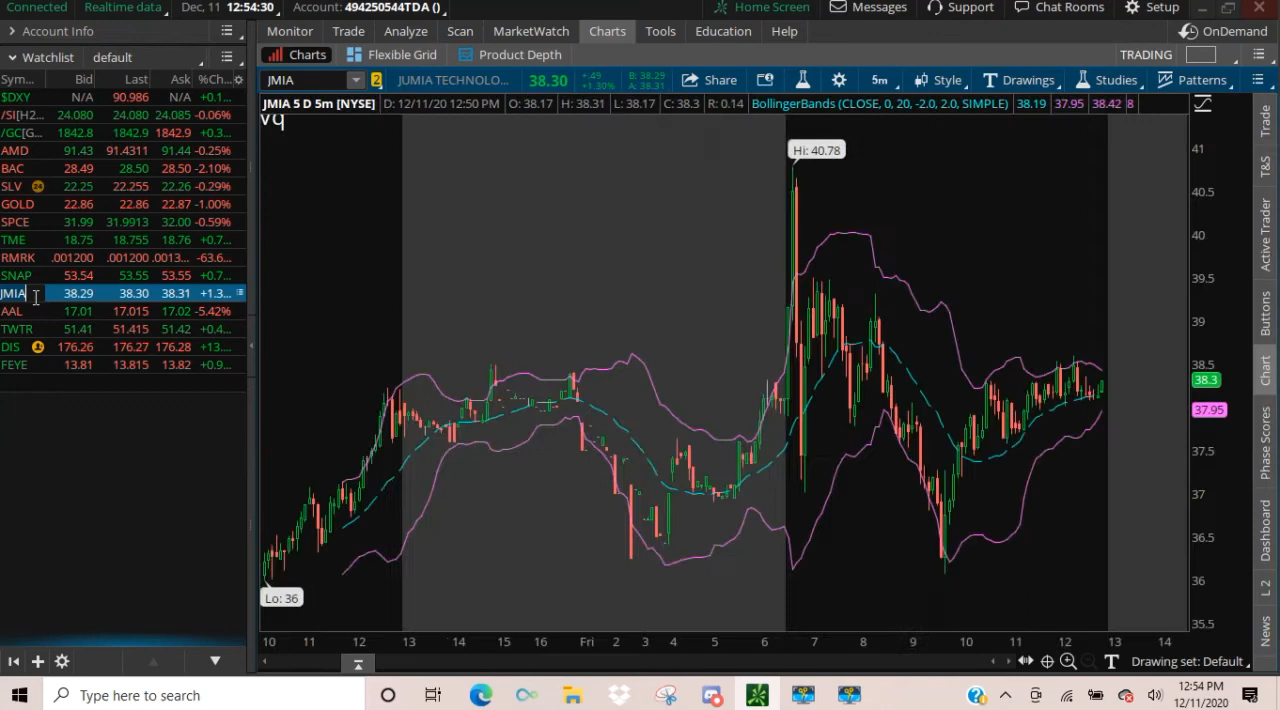 Connected Realtime data Dec, 11 12:54:30 Account: 494250544TDA () Home Screen Messages Support Chat Rooms Setup
Account Info Monitor Trade Analyze Scan MarketWatch Charts Tools Education Help OnDemand
Watchlist default Charts Flexible Grid Product Depth TRADING
Sym... Bid Last Ask %Ch... JMIA 2 JUMIA TECHNOLO... 38.30 +.49 +1.30% B: 38.29 A: 38.31 Share 5m Style Drawings Studies Patterns
$DXY N/A 90.986 N/A +0.1...
JMIA 5 D 5m [NYSE] D: 12/11/20 12:50 PM O: 38.17 H: 38.31 L: 38.17 C: 38.3 R: 0.14 BollingerBands (CLOSE, 0, 20, -2.0, 2.0, SIMPLE) 38.19 37.95 38.42 8
/SI[H2... 24.080 24.080 24.085 -0.06%
vq
/GC[G... 1842.8 1842.9 1842.9 +0.3...
AMD 91.43 91.4311 91.44 -0.25%
BAC 28.49 28.50 28.50 -2.10%
SLV 24 22.25 22.255 22.26 -0.29%
GOLD 22.86 22.86 22.87 -1.00%
SPCE 31.99 31.9913 32.00 -0.59%
TME 18.75 18.755 18.76 +0.7...
RMRK .001200 .001200 .0013... -63.6...
SNAP 53.54 53.55 53.55 +0.7...
JMIA 38.29 38.30 38.31 +1.3...
AAL 17.01 17.015 17.02 -5.42%
TWTR 51.41 51.415 51.42 +0.4...
DIS 176.26 176.27 176.28 +13....
FEYE 13.81 13.815 13.82 +0.9...
Hi: 40.78
Lo: 36
41
40.5
40
39.5
39
38.5
38.3
37.95
37.5
37
36.5
36
35.5
10 11 12 13 14 15 16 Fri 2 3 4 5 6 7 8 9 10 11 12 13 14
Trade
T&S
Active Trader
Buttons
Chart
Phase Scores
Dashboard
L 2
News
T Drawing set: Default
Type here to search
12:54 PM
12/11/2020